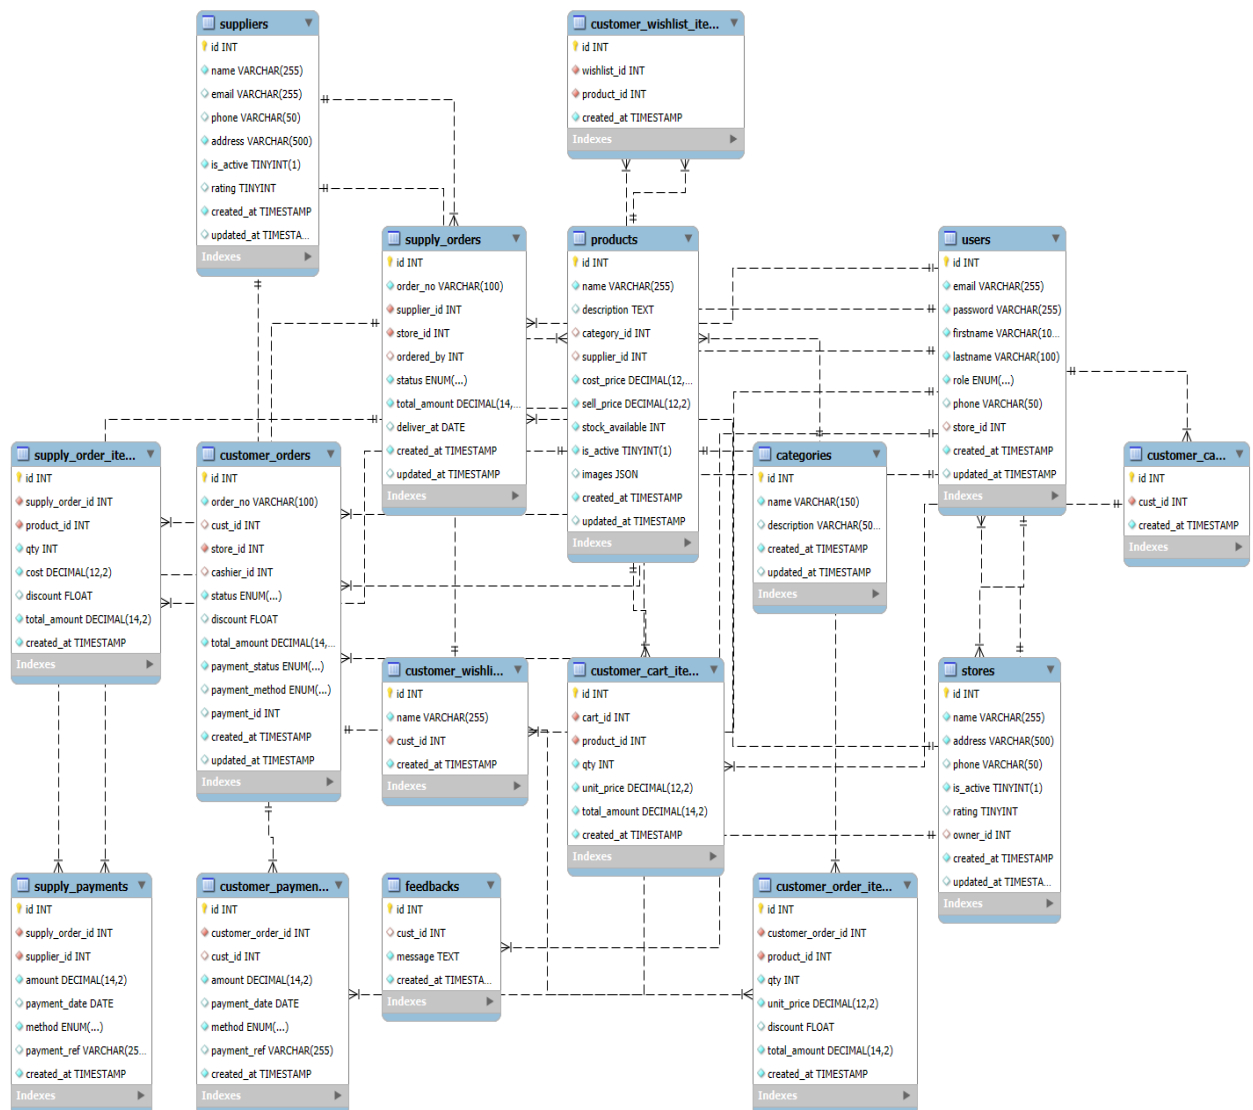 suppliers
id INT
name VARCHAR(255)
email VARCHAR(255)
phone VARCHAR(50)
address VARCHAR(500)
is_active TINYINT(1)
rating TINYINT
created_at TIMESTAMP
updated_at TIMESTA...
Indexes
customer_wishlist_ite...
id INT
wishlist_id INT
product_id INT
created_at TIMESTAMP
Indexes
supply_orders
id INT
order_no VARCHAR(100)
supplier_id INT
store_id INT
ordered_by INT
status ENUM(...)
total_amount DECIMAL(14,...
deliver_at DATE
created_at TIMESTAMP
updated_at TIMESTAMP
Indexes
products
id INT
name VARCHAR(255)
description TEXT
category_id INT
supplier_id INT
cost_price DECIMAL(12,...
sell_price DECIMAL(12,2)
stock_available INT
is_active TINYINT(1)
images JSON
created_at TIMESTAMP
updated_at TIMESTAMP
Indexes
users
id INT
email VARCHAR(255)
password VARCHAR(255)
firstname VARCHAR(10...
lastname VARCHAR(100)
role ENUM(...)
phone VARCHAR(50)
store_id INT
created_at TIMESTAMP
updated_at TIMESTAMP
Indexes
supply_order_ite...
id INT
supply_order_id INT
product_id INT
qty INT
cost DECIMAL(12,2)
discount FLOAT
total_amount DECIMAL(14,2)
created_at TIMESTAMP
Indexes
customer_orders
id INT
order_no VARCHAR(100)
cust_id INT
store_id INT
cashier_id INT
status ENUM(...)
discount FLOAT
total_amount DECIMAL(14,...
payment_status ENUM(...)
payment_method ENUM(...)
payment_id INT
created_at TIMESTAMP
updated_at TIMESTAMP
Indexes
categories
id INT
name VARCHAR(150)
description VARCHAR(50...
created_at TIMESTAMP
updated_at TIMESTAMP
Indexes
customer_ca...
id INT
cust_id INT
created_at TIMESTAMP
Indexes
customer_wishli...
id INT
name VARCHAR(255)
cust_id INT
created_at TIMESTAMP
Indexes
customer_cart_ite...
id INT
cart_id INT
product_id INT
qty INT
unit_price DECIMAL(12,2)
total_amount DECIMAL(14,2)
created_at TIMESTAMP
Indexes
stores
id INT
name VARCHAR(255)
address VARCHAR(500)
phone VARCHAR(50)
is_active TINYINT(1)
rating TINYINT
owner_id INT
created_at TIMESTAMP
updated_at TIMESTA...
Indexes
supply_payments
id INT
supply_order_id INT
supplier_id INT
amount DECIMAL(14,2)
payment_date DATE
method ENUM(...)
payment_ref VARCHAR(25...
created_at TIMESTAMP
Indexes
customer_paymen...
id INT
customer_order_id INT
cust_id INT
amount DECIMAL(14,2)
payment_date DATE
method ENUM(...)
payment_ref VARCHAR(255)
created_at TIMESTAMP
Indexes
feedbacks
id INT
cust_id INT
message TEXT
created_at TIMESTA...
Indexes
customer_order_ite...
id INT
customer_order_id INT
product_id INT
qty INT
unit_price DECIMAL(12,2)
discount FLOAT
total_amount DECIMAL(14,2)
created_at TIMESTAMP
Indexes